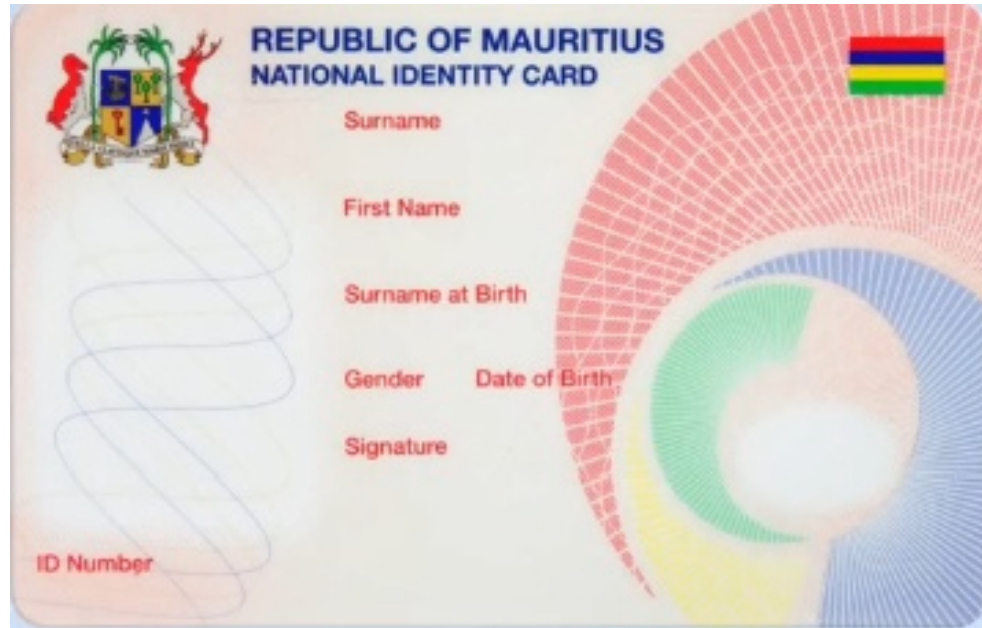 REPUBLIC OF MAURITIUS
NATIONAL IDENTITY CARD
Surname
First Name
Surname at Birth
Gender Date of Birth
Signature
ID Number